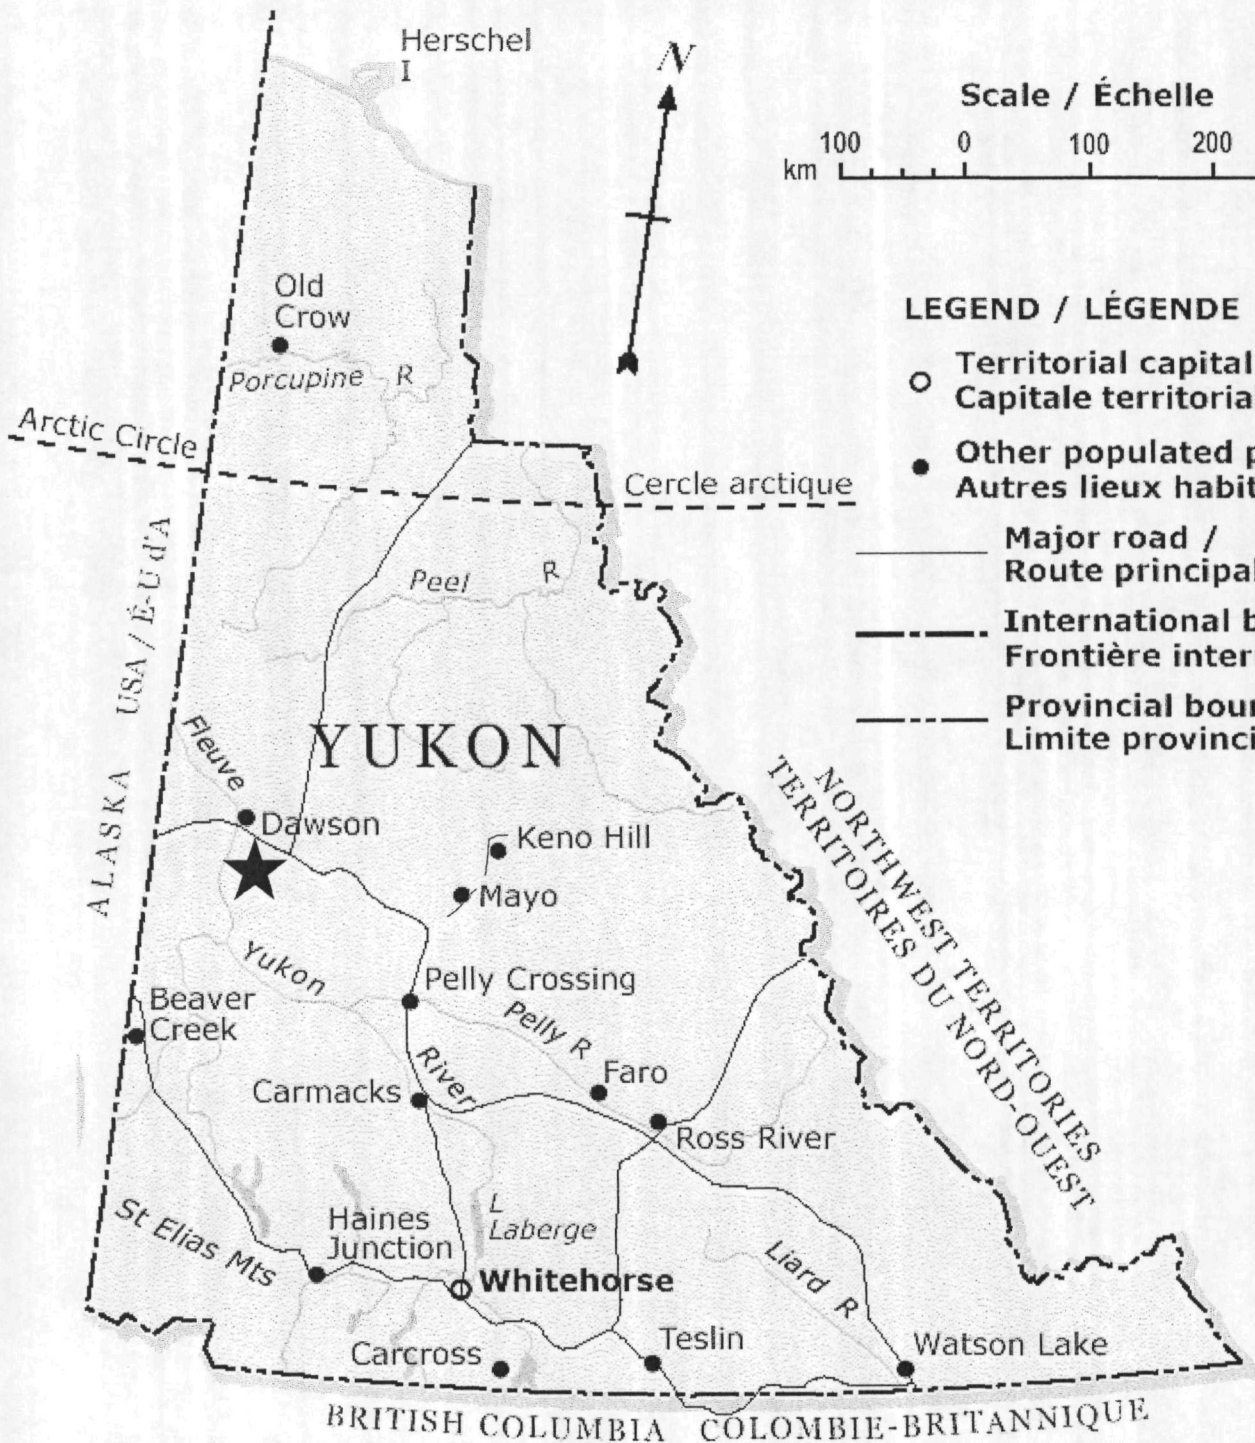 Herschel
I
N
Scale / Échelle
100 0 100 200
km
Old
Crow
Porcupine R
LEGEND / LÉGENDE
Territorial capital
Capitale territoria
Other populated p
Autres lieux habit
Major road /
Route principal
International b
Frontière inter
Provincial bour
Limite provinci
Arctic Circle
Cercle arctique
Peel R
ALASKA USA / É-U d'A
YUKON
Fleuve
Dawson
Keno Hill
Mayo
NORTHWEST TERRITORIES
TERRITOIRES DU NORD-OUEST
Yukon
Pelly Crossing
Beaver
Creek
Pelly R
River
Faro
Carmacks
Ross River
L
Laberge
St Elias Mts
Haines
Junction
Whitehorse
Liard R
Carcross
Teslin
Watson Lake
BRITISH COLUMBIA COLOMBIE-BRITANNIQUE